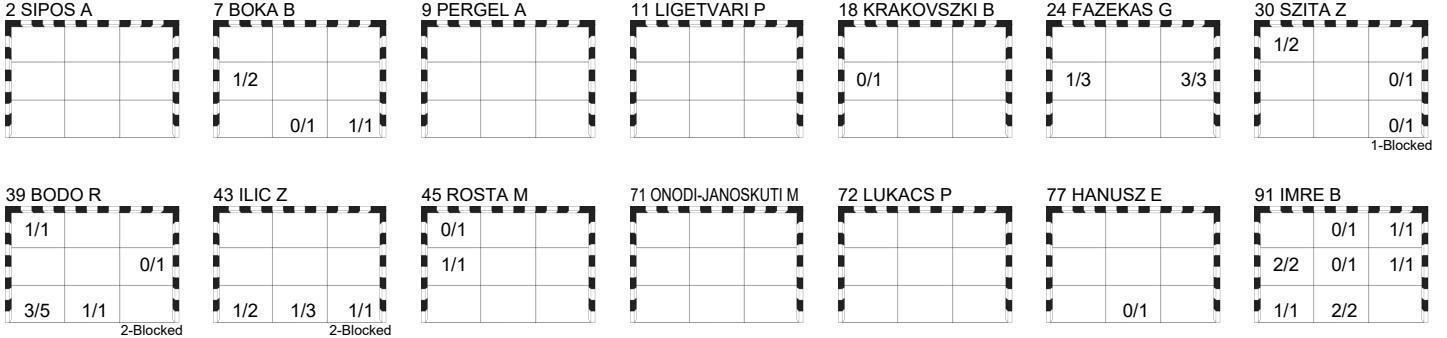 2 SIPOS A 7 BOKA B 9 PERGEL A 11 LIGETVARI P 18 KRAKOVSZKI B 24 FAZEKAS G 30 SZITA Z
1/2
1/2 0/1 1/3 3/3 0/1
0/1 1/1 0/1
1-Blocked
39 BODO R 43 ILIC Z 45 ROSTA M 71 ONODI-JANOSKUTI M 72 LUKACS P 77 HANUSZ E 91 IMRE B
1/1 0/1 0/1 1/1
0/1 1/1 2/2 0/1 1/1
3/5 1/1 1/2 1/3 1/1 0/1 1/1 2/2
2-Blocked 2-Blocked